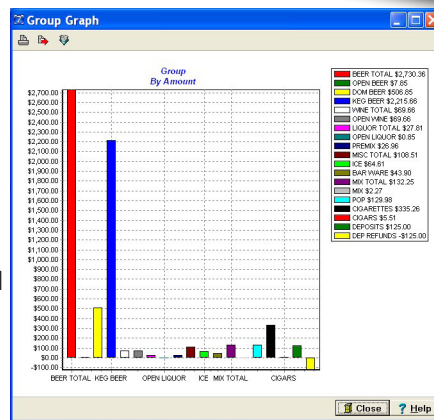 Group Graph
Group
By Amount
$2,700.00
$2,600.00
$2,500.00
$2,400.00
$2,300.00
$2,200.00
$2,100.00
$2,000.00
$1,900.00
$1,800.00
$1,700.00
$1,600.00
$1,500.00
$1,400.00
$1,300.00
$1,200.00
$1,100.00
$1,000.00
$900.00
$800.00
$700.00
$600.00
$500.00
$400.00
$300.00
$200.00
$100.00
$0.00
-$100.00
BEER TOTAL KEG BEER OPEN LIQUOR ICE MIX TOTAL CIGARS
BEER TOTAL $2,730.36
OPEN BEER $7.85
DOM BEER $506.85
KEG BEER $2,215.66
WINE TOTAL $69.66
OPEN WINE $69.66
LIQUOR TOTAL $27.81
OPEN LIQUOR $0.85
PREMIX $26.96
MISC TOTAL $108.51
ICE $64.61
BAR WARE $43.90
MIX TOTAL $132.25
MIX $2.27
POP $129.98
CIGARETTES $335.26
CIGARS $5.51
DEPOSITS $125.00
DEP REFUNDS -$125.00
Close ? Help